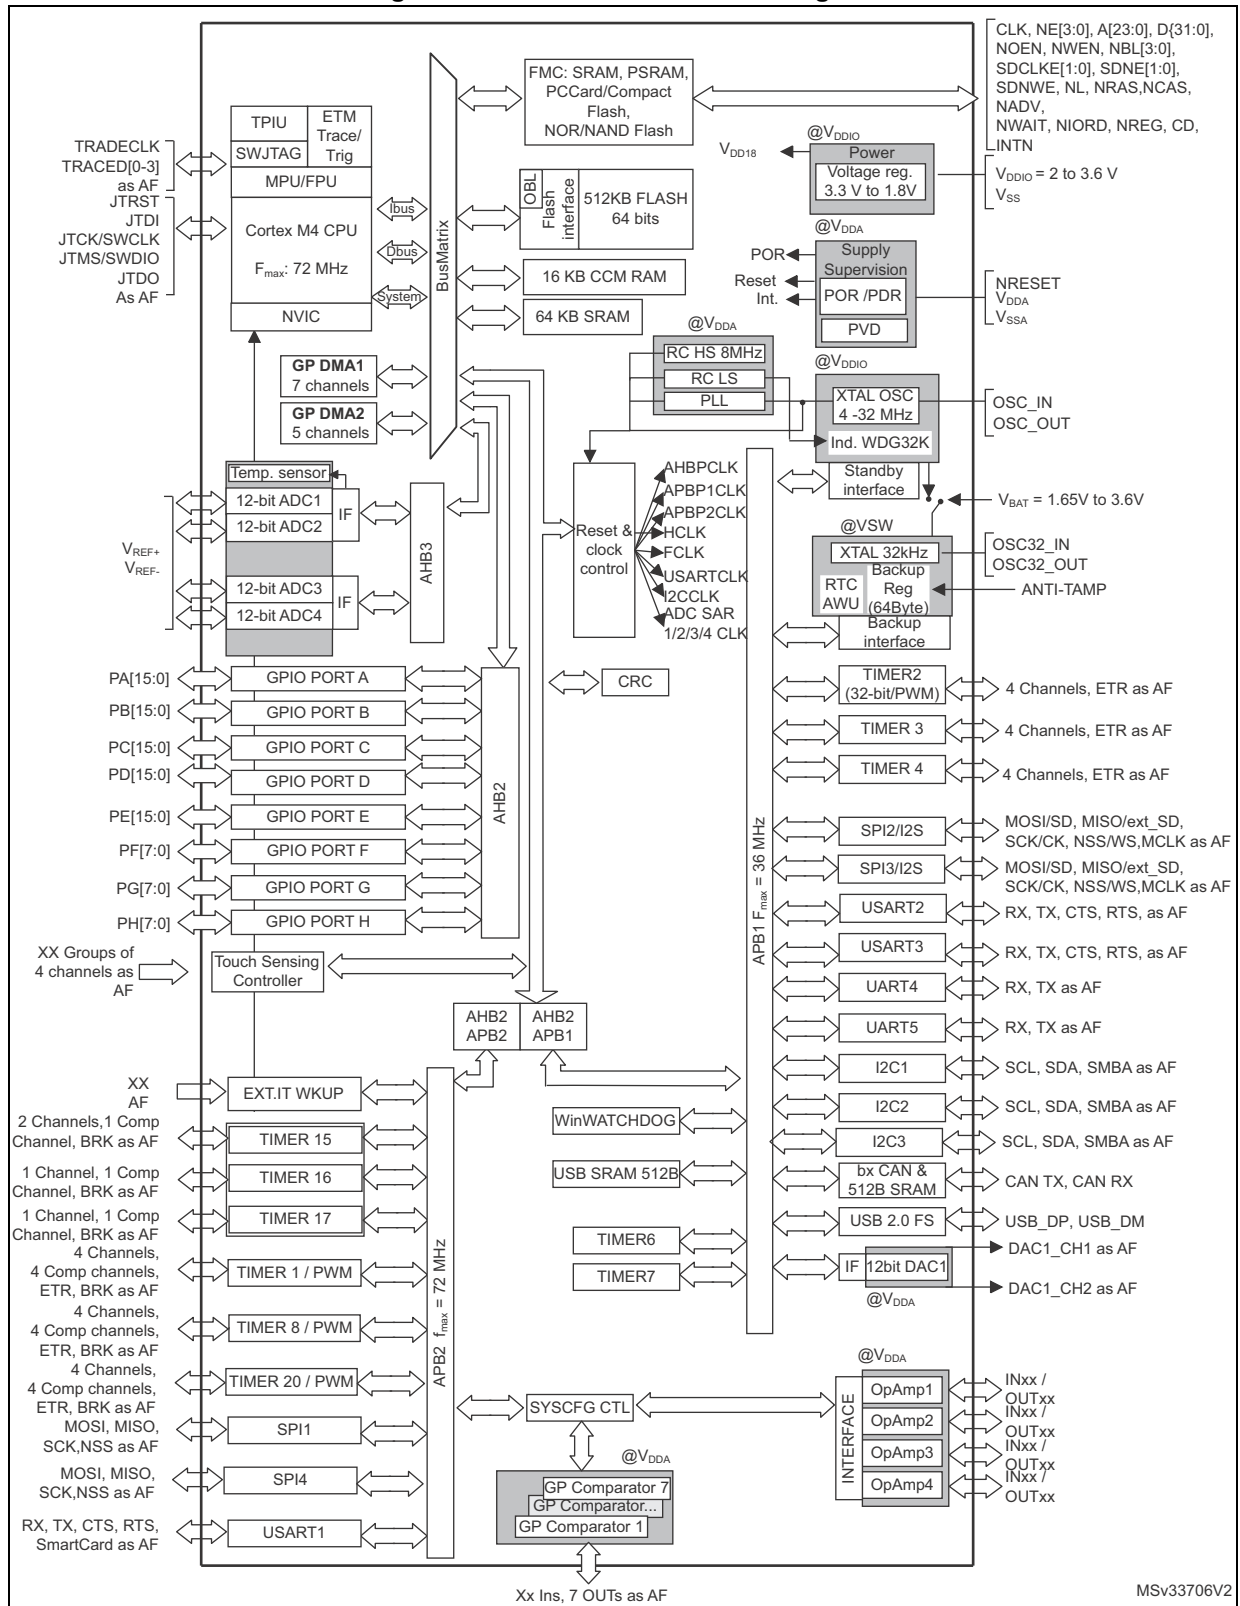 CLK, NE[3:0], A[23:0], D{31:0],
NOEN, NWEN, NBL[3:0],
SDCLKE[1:0], SDNE[1:0],
SDNWE, NL, NRAS,NCAS,
NADV,
NWAIT, NIORD, NREG, CD,
INTN
FMC: SRAM, PSRAM,
PCCard/Compact
Flash,
NOR/NAND Flash
TRADECLK
TRACED[0-3]
as AF
JTRST
JTDI
JTCK/SWCLK
JTMS/SWDIO
JTDO
As AF
TPIU
ETM
Trace/
Trig
SWJTAG
MPU/FPU
Cortex M4 CPU
Fmax: 72 MHz
NVIC
Ibus
Dbus
System
BusMatrix
OBL
Flash
interface
512KB FLASH
64 bits
16 KB CCM RAM
64 KB SRAM
@VDDIO
VDD18
Power
Voltage reg.
3.3 V to 1.8V
VDDIO = 2 to 3.6 V
VSS
@VDDA
POR
Reset
Int.
Supply
Supervision
POR /PDR
PVD
NRESET
VDDA
VSSA
@VDDA
RC HS 8MHz
RC LS
PLL
@VDDIO
XTAL OSC
4 -32 MHz
Ind. WDG32K
OSC_IN
OSC_OUT
Standby
interface
VBAT = 1.65V to 3.6V
@VSW
XTAL 32kHz
RTC
AWU
Backup
Reg
(64Byte)
Backup
interface
OSC32_IN
OSC32_OUT
ANTI-TAMP
GP DMA1
7 channels
GP DMA2
5 channels
Temp. sensor
12-bit ADC1
12-bit ADC2
IF
VREF+
VREF-
12-bit ADC3
12-bit ADC4
IF
AHB3
Reset &
clock
control
AHBPCLK
APBP1CLK
APBP2CLK
HCLK
FCLK
USARTCLK
I2CCLK
ADC SAR
1/2/3/4 CLK
CRC
PA[15:0]
GPIO PORT A
PB[15:0]
GPIO PORT B
PC[15:0]
GPIO PORT C
PD[15:0]
GPIO PORT D
PE[15:0]
GPIO PORT E
PF[7:0]
GPIO PORT F
PG[7:0]
GPIO PORT G
PH[7:0]
GPIO PORT H
AHB2
XX Groups of
4 channels as
AF
Touch Sensing
Controller
AHB2
APB2
AHB2
APB1
APB1 Fmax = 36 MHz
TIMER2
(32-bit/PWM)
4 Channels, ETR as AF
TIMER 3
4 Channels, ETR as AF
TIMER 4
4 Channels, ETR as AF
SPI2/I2S
MOSI/SD, MISO/ext_SD,
SCK/CK, NSS/WS,MCLK as AF
SPI3/I2S
MOSI/SD, MISO/ext_SD,
SCK/CK, NSS/WS,MCLK as AF
USART2
RX, TX, CTS, RTS, as AF
USART3
RX, TX, CTS, RTS, as AF
UART4
RX, TX as AF
UART5
RX, TX as AF
I2C1
SCL, SDA, SMBA as AF
I2C2
SCL, SDA, SMBA as AF
I2C3
SCL, SDA, SMBA as AF
bx CAN &
512B SRAM
CAN TX, CAN RX
USB 2.0 FS
USB_DP, USB_DM
IF
12bit DAC1
DAC1_CH1 as AF
DAC1_CH2 as AF
@VDDA
WinWATCHDOG
USB SRAM 512B
TIMER6
TIMER7
XX
AF
EXT.IT WKUP
2 Channels,1 Comp
Channel, BRK as AF
TIMER 15
1 Channel, 1 Comp
Channel, BRK as AF
TIMER 16
1 Channel, 1 Comp
Channel, BRK as AF
TIMER 17
4 Channels,
4 Comp channels,
ETR, BRK as AF
TIMER 1 / PWM
4 Channels,
4 Comp channels,
ETR, BRK as AF
TIMER 8 / PWM
4 Channels,
4 Comp channels,
ETR, BRK as AF
TIMER 20 / PWM
MOSI, MISO,
SCK,NSS as AF
SPI1
MOSI, MISO,
SCK,NSS as AF
SPI4
RX, TX, CTS, RTS,
SmartCard as AF
USART1
APB2 fmax = 72 MHz
SYSCFG CTL
@VDDA
GP Comparator 7
GP Comparator...
GP Comparator 1
Xx Ins, 7 OUTs as AF
@VDDA
INTERFACE
OpAmp1
OpAmp2
OpAmp3
OpAmp4
INxx /
OUTxx
INxx /
OUTxx
INxx /
OUTxx
INxx /
OUTxx
MSv33706V2